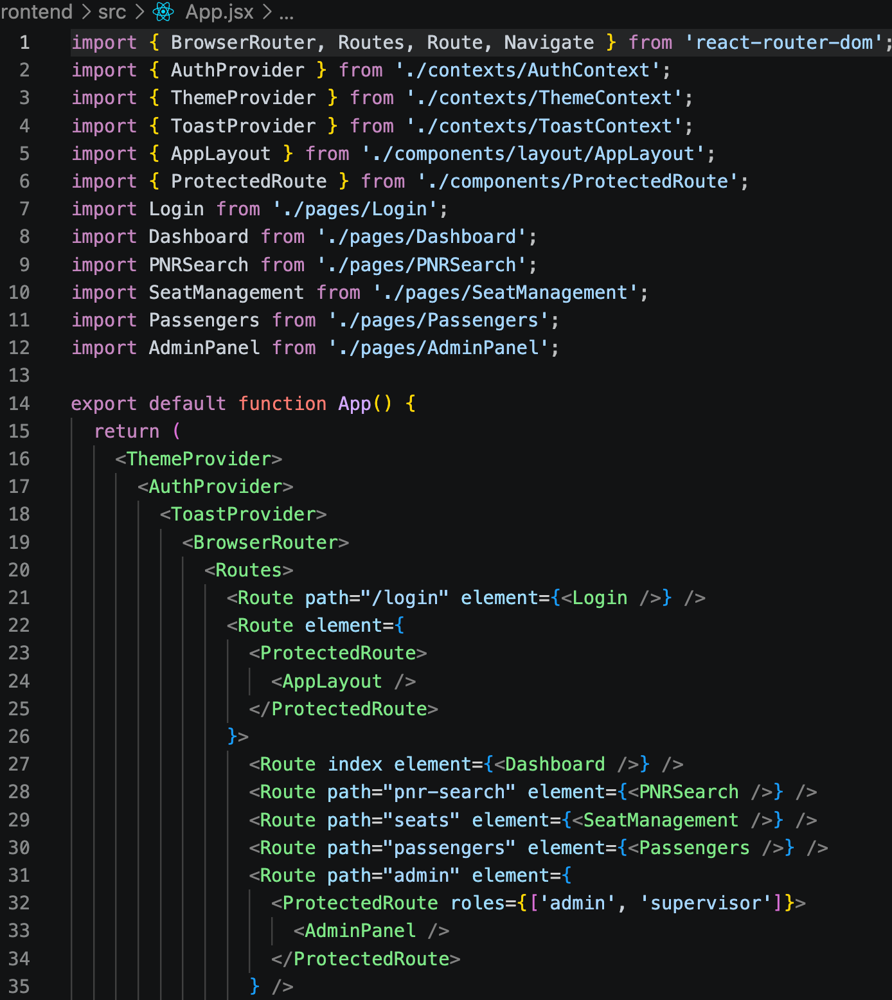 rontend > src > App.jsx > ...
1 import { BrowserRouter, Routes, Route, Navigate } from 'react-router-dom';
2 import { AuthProvider } from './contexts/AuthContext';
3 import { ThemeProvider } from './contexts/ThemeContext';
4 import { ToastProvider } from './contexts/ToastContext';
5 import { AppLayout } from './components/layout/AppLayout';
6 import { ProtectedRoute } from './components/ProtectedRoute';
7 import Login from './pages/Login';
8 import Dashboard from './pages/Dashboard';
9 import PNRSearch from './pages/PNRSearch';
10 import SeatManagement from './pages/SeatManagement';
11 import Passengers from './pages/Passengers';
12 import AdminPanel from './pages/AdminPanel';
13
14 export default function App() {
15   return (
16     <ThemeProvider>
17       <AuthProvider>
18         <ToastProvider>
19           <BrowserRouter>
20             <Routes>
21               <Route path="/login" element={<Login />} />
22               <Route element={
23                 <ProtectedRoute>
24                   <AppLayout />
25                 </ProtectedRoute>
26               }>
27                 <Route index element={<Dashboard />} />
28                 <Route path="pnr-search" element={<PNRSearch />} />
29                 <Route path="seats" element={<SeatManagement />} />
30                 <Route path="passengers" element={<Passengers />} />
31                 <Route path="admin" element={
32                   <ProtectedRoute roles={['admin', 'supervisor']}>
33                     <AdminPanel />
34                   </ProtectedRoute>
35                 } />